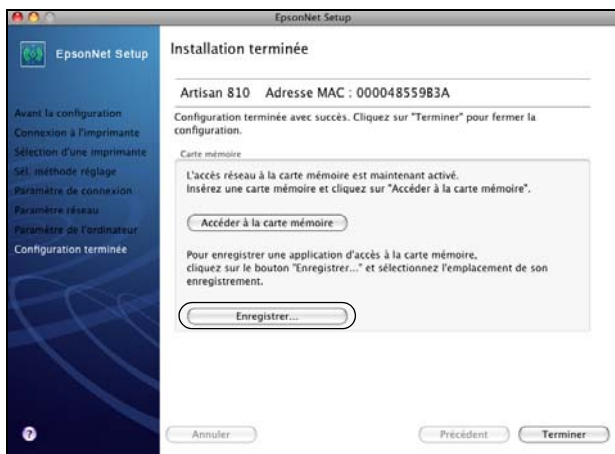 EpsonNet Setup
EpsonNet Setup
Installation terminée
Artisan 810 Adresse MAC : 000048559B3A
Avant la configuration
Connexion à l'imprimante
Sélection d'une imprimante
Sél. méthode réglage
Paramètre de connexion
Paramètre réseau
Paramètre de l'ordinateur
Configuration terminée
Configuration terminée avec succès. Cliquez sur "Terminer" pour fermer la
configuration.
Carte mémoire
L'accès réseau à la carte mémoire est maintenant activé.
Insérez une carte mémoire et cliquez sur "Accéder à la carte mémoire".
Accéder à la carte mémoire
Pour enregistrer une application d'accès à la carte mémoire,
cliquez sur le bouton "Enregistrer..." et sélectionnez l'emplacement de son
enregistrement.
Enregistrer...
?
Annuler
Précédent
Terminer